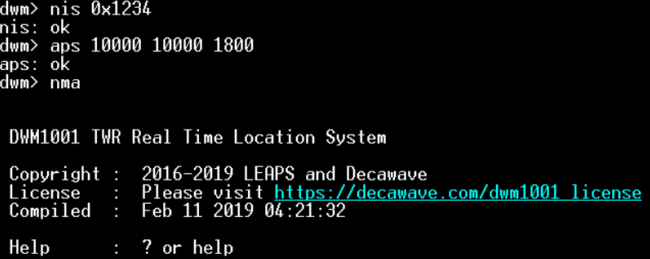 dwm> nis 0x1234
nis: ok
dwm> aps 10000 10000 1800
aps: ok
dwm> nma
DWM1001 TWR Real Time Location System
Copyright : 2016-2019 LEAPS and Decawave
License : Please visit https://decawave.com/dwm1001_license
Compiled : Feb 11 2019 04:21:32
Help : ? or help